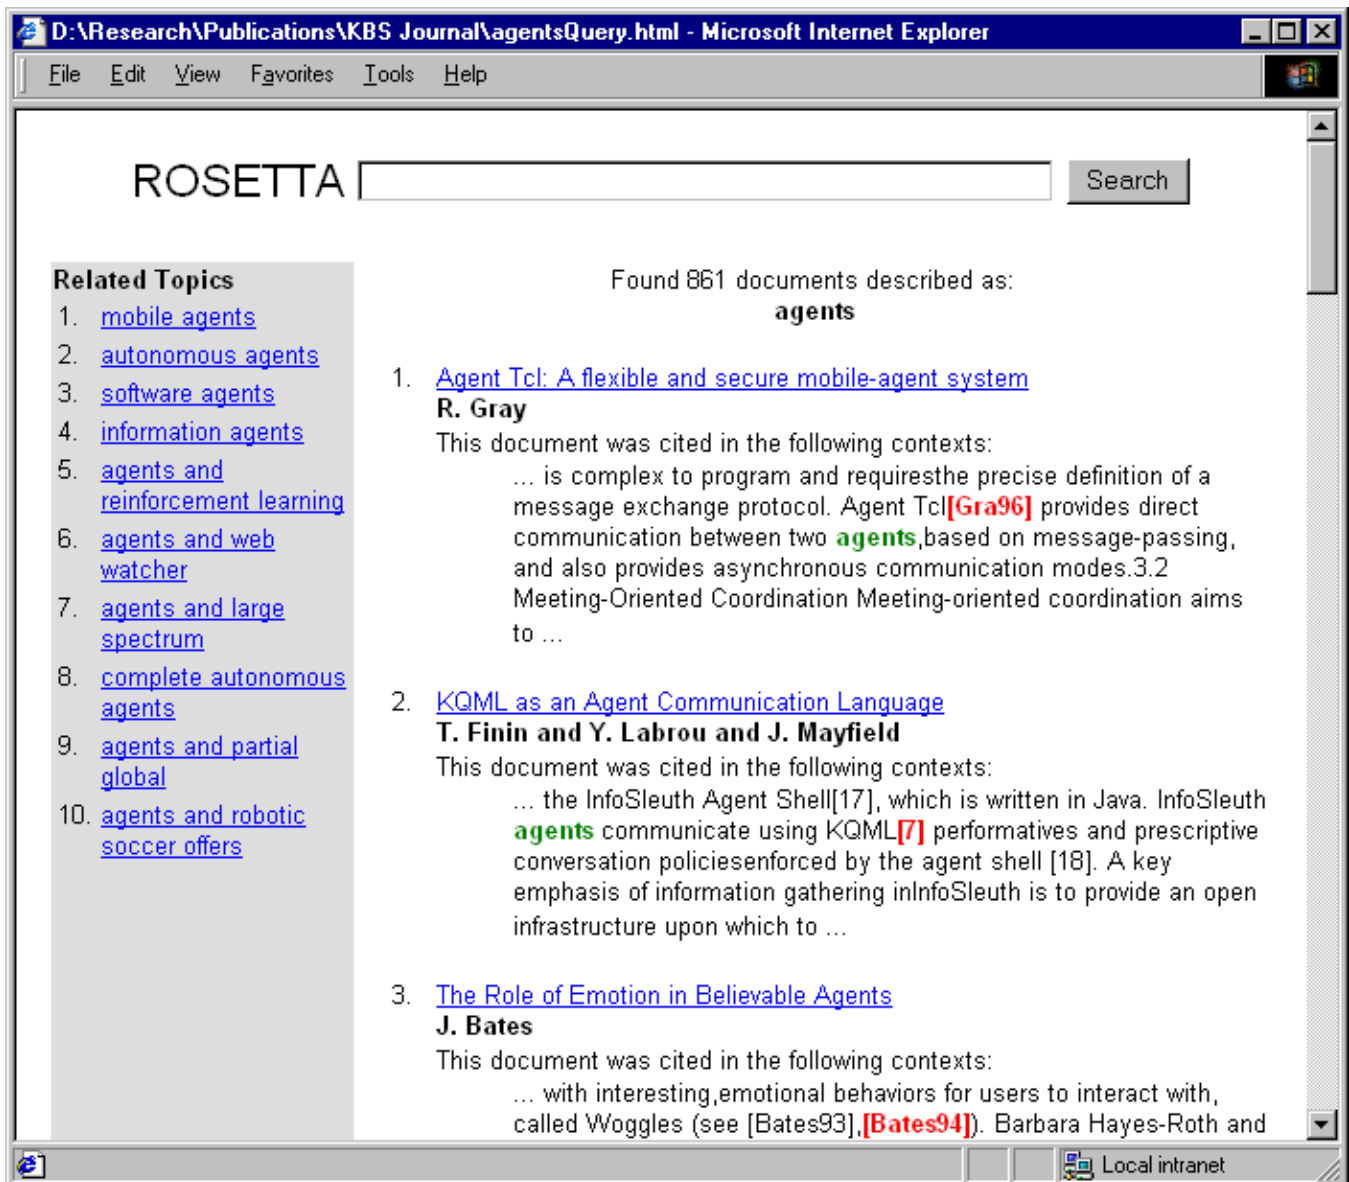 D:\Research\Publications\KBS Journal\agentsQuery.html - Microsoft Internet Explorer
File Edit View Favorites Tools Help
ROSETTA Search
Related Topics
1. mobile agents
2. autonomous agents
3. software agents
4. information agents
5. agents and
reinforcement learning
6. agents and web
watcher
7. agents and large
spectrum
8. complete autonomous
agents
9. agents and partial
global
10. agents and robotic
soccer offers
Found 861 documents described as:
agents
1. Agent Tcl: A flexible and secure mobile-agent system
R. Gray
This document was cited in the following contexts:
... is complex to program and requiresthe precise definition of a
message exchange protocol. Agent Tcl[Gra96] provides direct
communication between two agents,based on message-passing,
and also provides asynchronous communication modes.3.2
Meeting-Oriented Coordination Meeting-oriented coordination aims
to ...
2. KQML as an Agent Communication Language
T. Finin and Y. Labrou and J. Mayfield
This document was cited in the following contexts:
... the InfoSleuth Agent Shell[17], which is written in Java. InfoSleuth
agents communicate using KQML[7] performatives and prescriptive
conversation policiesenforced by the agent shell [18]. A key
emphasis of information gathering inInfoSleuth is to provide an open
infrastructure upon which to ...
3. The Role of Emotion in Believable Agents
J. Bates
This document was cited in the following contexts:
... with interesting,emotional behaviors for users to interact with,
called Woggles (see [Bates93],[Bates94]). Barbara Hayes-Roth and
Local intranet